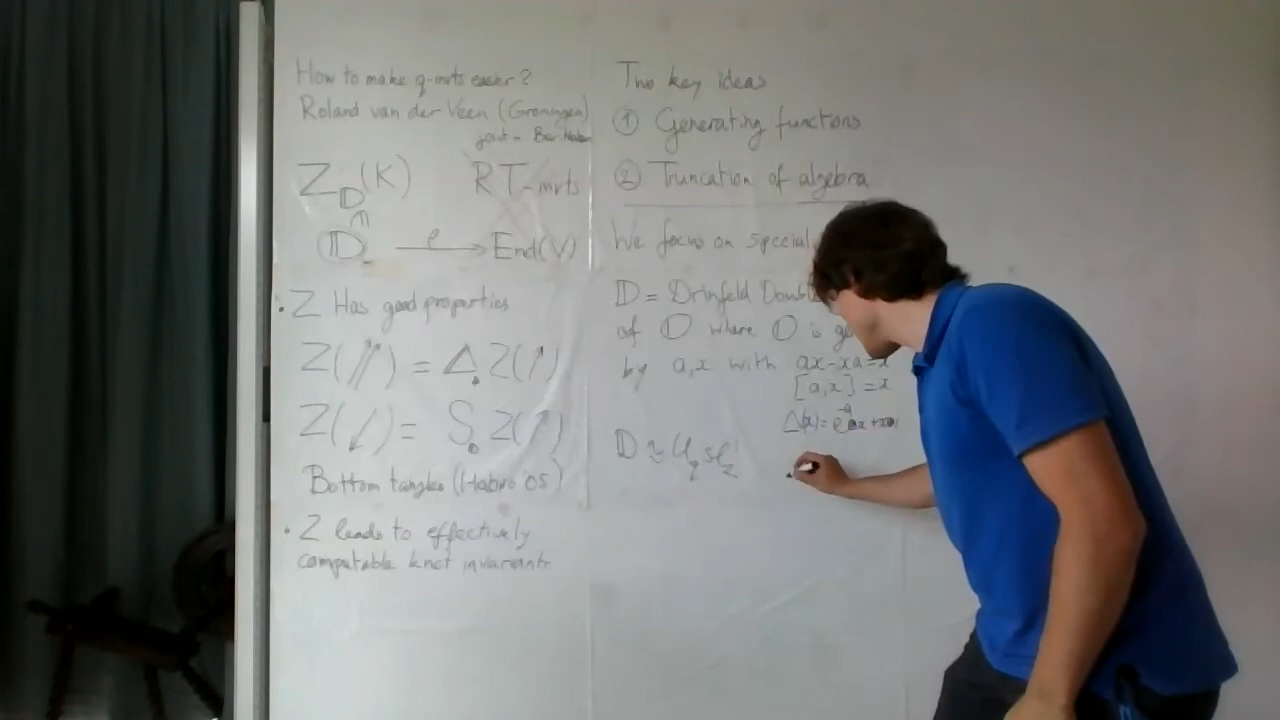 How to make q-invts easier?
Roland van der Veen (Groningen)
joint - Bar Natan
Z_D(K) RT-invts
D —ρ→ End(V)
• Z Has good properties
Z(⇈) = Δ. Z(↑)
Z(↓) = S. Z(↑)
Bottom tangles (Habiro '05)
• Z leads to effectively
computable knot invariants
Two key ideas
① Generating functions
② Truncation of algebra
We focus on special
𝔻 = Drinfeld Doubl
of D where D is ge
by a,x with ax-xa=x
[a,x] = x
Δ(x) =
𝔻 ≈ U_q sl_2